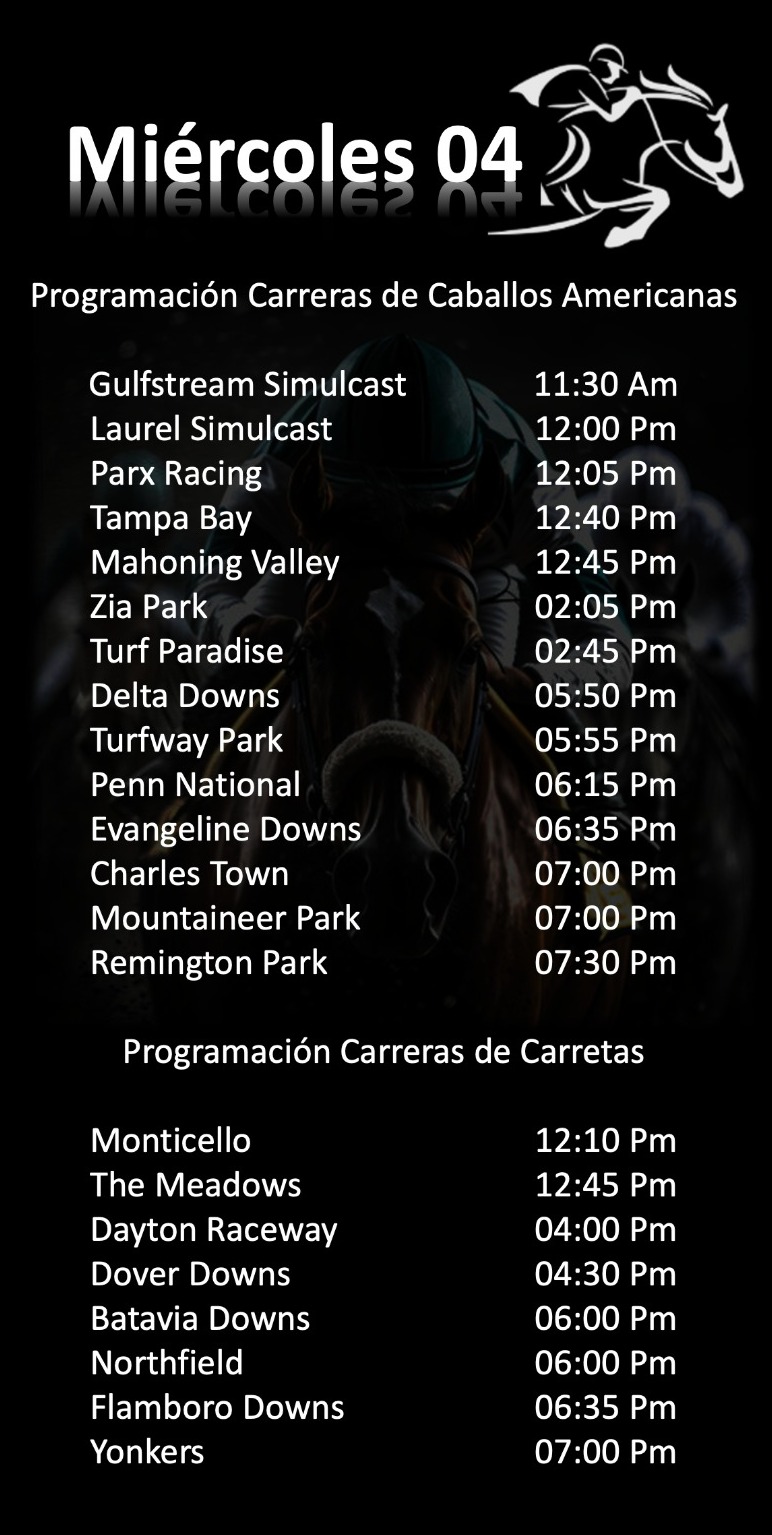 Miércoles 04
Programación Carreras de Caballos Americanas
Gulfstream Simulcast 11:30 Am
Laurel Simulcast 12:00 Pm
Parx Racing 12:05 Pm
Tampa Bay 12:40 Pm
Mahoning Valley 12:45 Pm
Zia Park 02:05 Pm
Turf Paradise 02:45 Pm
Delta Downs 05:50 Pm
Turfway Park 05:55 Pm
Penn National 06:15 Pm
Evangeline Downs 06:35 Pm
Charles Town 07:00 Pm
Mountaineer Park 07:00 Pm
Remington Park 07:30 Pm
Programación Carreras de Carretas
Monticello 12:10 Pm
The Meadows 12:45 Pm
Dayton Raceway 04:00 Pm
Dover Downs 04:30 Pm
Batavia Downs 06:00 Pm
Northfield 06:00 Pm
Flamboro Downs 06:35 Pm
Yonkers 07:00 Pm